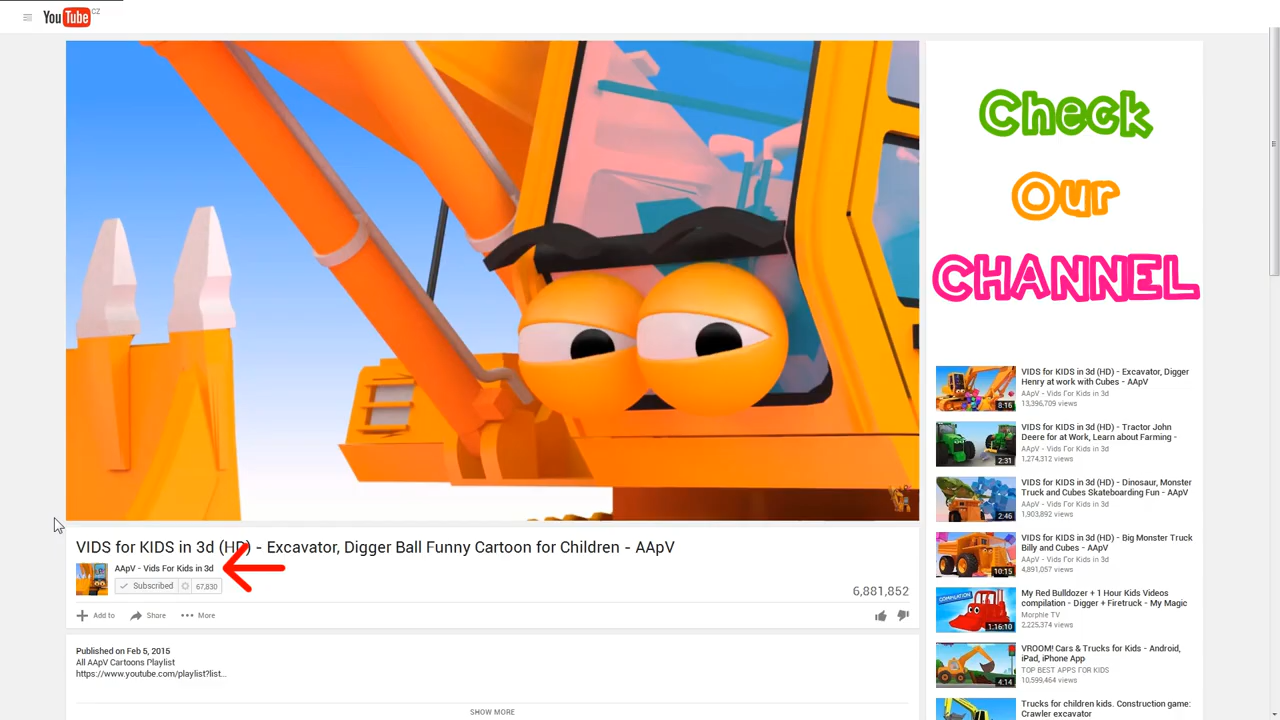 YouTube CZ
Check
Our
CHANNEL
VIDS for KIDS in 3d (HD) - Excavator, Digger Ball Funny Cartoon for Children - AApV
AApV - Vids For Kids in 3d
Subscribed 67,830
6,881,852
Add to Share More
Published on Feb 5, 2015
All AApV Cartoons Playlist
https://www.youtube.com/playlist?list...
SHOW MORE
VIDS for KIDS in 3d (HD) - Excavator, Digger
Henry at work with Cubes - AApV
AApV - Vids For Kids in 3d
13,396,709 views
8:16
VIDS for KIDS in 3d (HD) - Tractor John
Deere for at Work, Learn about Farming -
AApV - Vids For Kids in 3d
1,274,312 views
2:31
VIDS for KIDS in 3d (HD) - Dinosaur, Monster
Truck and Cubes Skateboarding Fun - AApV
AApV - Vids For Kids in 3d
1,903,892 views
2:46
VIDS for KIDS in 3d (HD) - Big Monster Truck
Billy and Cubes - AApV
AApV - Vids For Kids in 3d
4,891,057 views
10:15
My Red Bulldozer + 1 Hour Kids Videos
compilation - Digger + Firetruck - My Magic
Morphle TV
2,225,374 views
COMPILATION
1:16:10
VROOM! Cars & Trucks for Kids - Android,
iPad, iPhone App
TOP BEST APPS FOR KIDS
10,599,464 views
4:14
Trucks for children kids. Construction game:
Crawler excavator